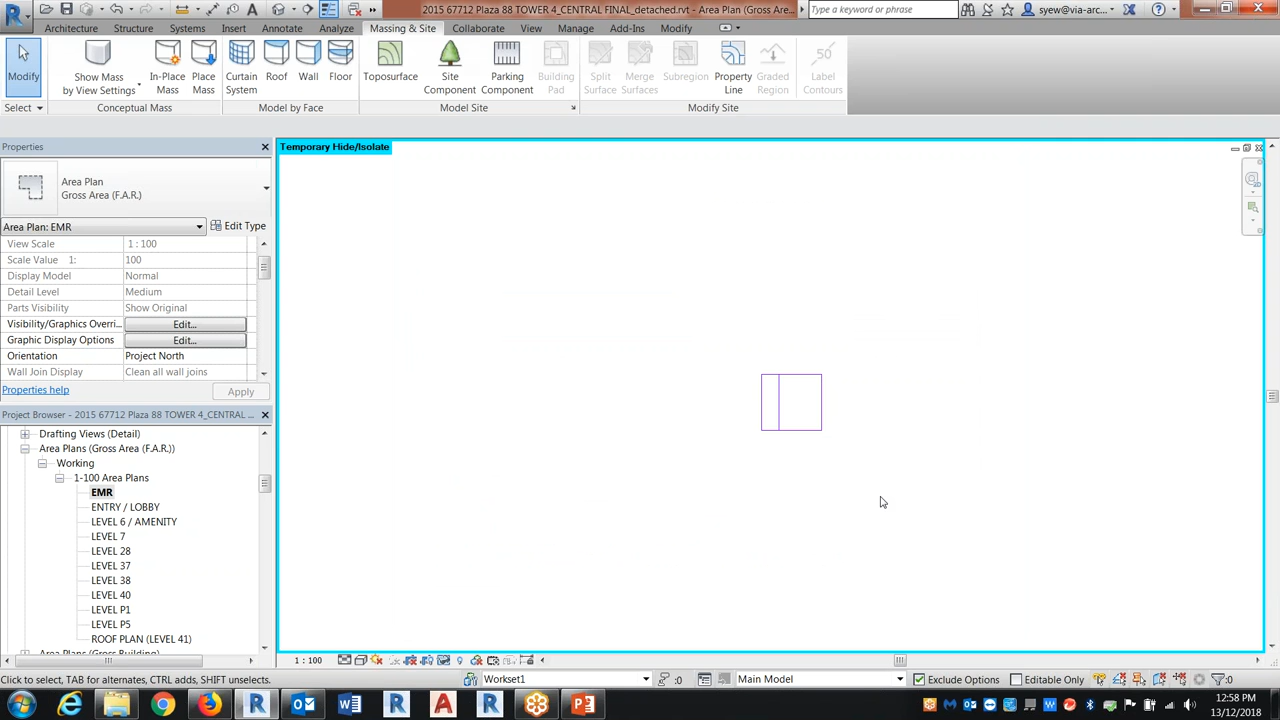 2015 67712 Plaza 88 TOWER 4_CENTRAL FINAL_detached.rvt - Area Plan (Gross Area (F.A.R....
Type a keyword or phrase
syew@via-arc...
Architecture Structure Systems Insert Annotate Analyze Massing & Site Collaborate View Manage Add-Ins Modify
Modify
Show Mass by View Settings
In-Place Mass
Place Mass
Curtain System
Roof
Wall
Floor
Toposurface
Site Component
Parking Component
Building Pad
Split Surface
Merge Surfaces
Subregion
Property Line
Graded Region
50
Label Contours
Select
Conceptual Mass
Model by Face
Model Site
Modify Site
Properties
Temporary Hide/Isolate
Area Plan
Gross Area (F.A.R.)
Area Plan: EMR
Edit Type
View Scale 1 : 100
Scale Value 1: 100
Display Model Normal
Detail Level Medium
Parts Visibility Show Original
Visibility/Graphics Overri... Edit...
Graphic Display Options Edit...
Orientation Project North
Wall Join Display Clean all wall joins
Properties help
Apply
Project Browser - 2015 67712 Plaza 88 TOWER 4_CENTRAL ...
Drafting Views (Detail)
Area Plans (Gross Area (F.A.R.))
Working
1-100 Area Plans
EMR
ENTRY / LOBBY
LEVEL 6 / AMENITY
LEVEL 7
LEVEL 28
LEVEL 37
LEVEL 38
LEVEL 40
LEVEL P1
LEVEL P5
ROOF PLAN (LEVEL 41)
Area Plans (Gross Building)
1 : 100
Click to select, TAB for alternates, CTRL adds, SHIFT unselects.
Workset1
:0
Main Model
Exclude Options
Editable Only
:0
12:58 PM
13/12/2018